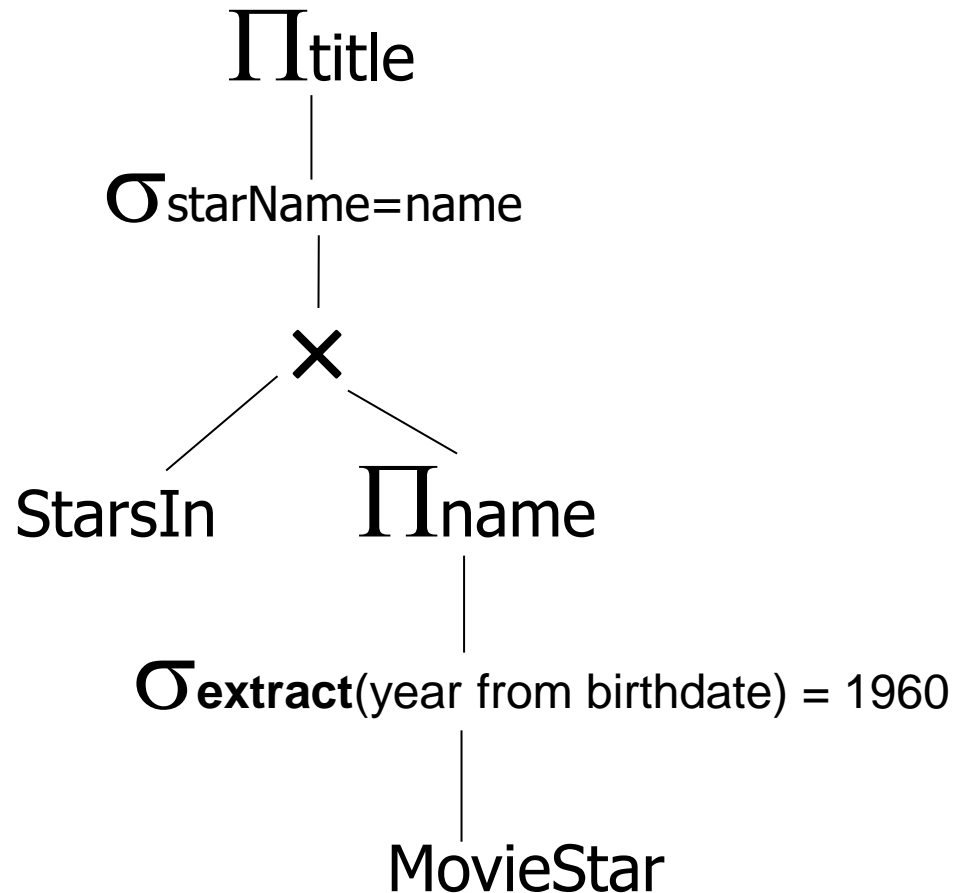 Πtitle
σstarName=name
×
StarsIn Πname
σextract(year from birthdate) = 1960
MovieStar